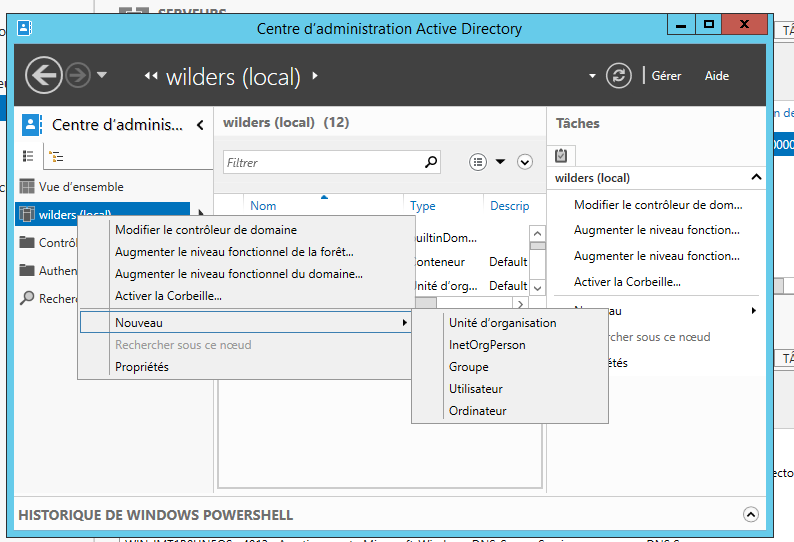 SERVEURS
Centre d'administration Active Directory
wilders (local)
Gérer
Aide
Centre d'adminis...
wilders (local) (12)
Tâches
Filtrer
Vue d'ensemble
wilders (local)
Nom
Type
Descrip
wilders (local)
Modifier le contrôleur de dom...
Augmenter le niveau fonction...
Augmenter le niveau fonction...
Activer la Corbeille...
Contrôl
Authen
Recher
Modifier le contrôleur de domaine
Augmenter le niveau fonctionnel de la forêt...
Augmenter le niveau fonctionnel du domaine...
Activer la Corbeille...
Nouveau
Rechercher sous ce nœud
Propriétés
uiltinDom...
onteneur
Default
nité d'org...
Default
Unité d'organisation
InetOrgPerson
Groupe
Utilisateur
Ordinateur
au
ercher sous ce nœud
étés
HISTORIQUE DE WINDOWS POWERSHELL